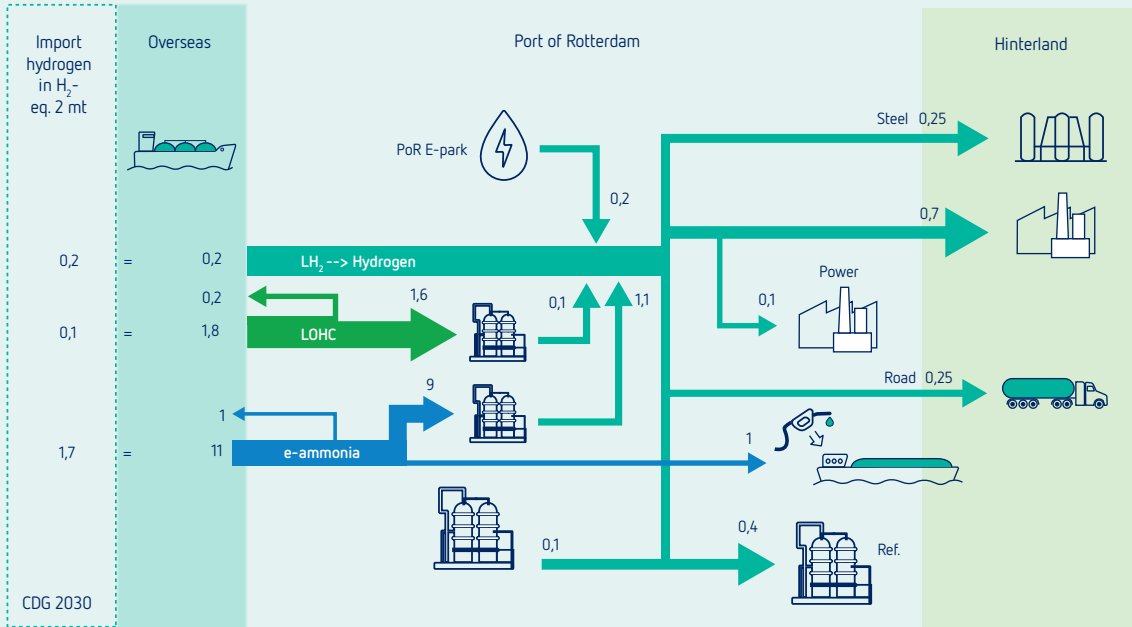 Import
hydrogen
in H₂-
eq. 2 mt
Overseas
Port of Rotterdam
Hinterland
Steel 0,25
PoR E-park
0,2
0,7
0,2 = 0,2
LH₂ --> Hydrogen
Power
0,2
1,6
0,1
1,1
0,1
0,1 = 1,8
LOHC
Road 0,25
9
1
1
1,7 = 11
e-ammonia
0,1
0,4
Ref.
CDG 2030